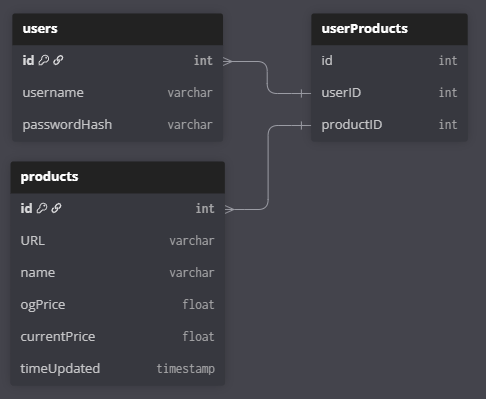 users
id int
username varchar
passwordHash varchar
userProducts
id int
userID int
productID int
products
id int
URL varchar
name varchar
ogPrice float
currentPrice float
timeUpdated timestamp